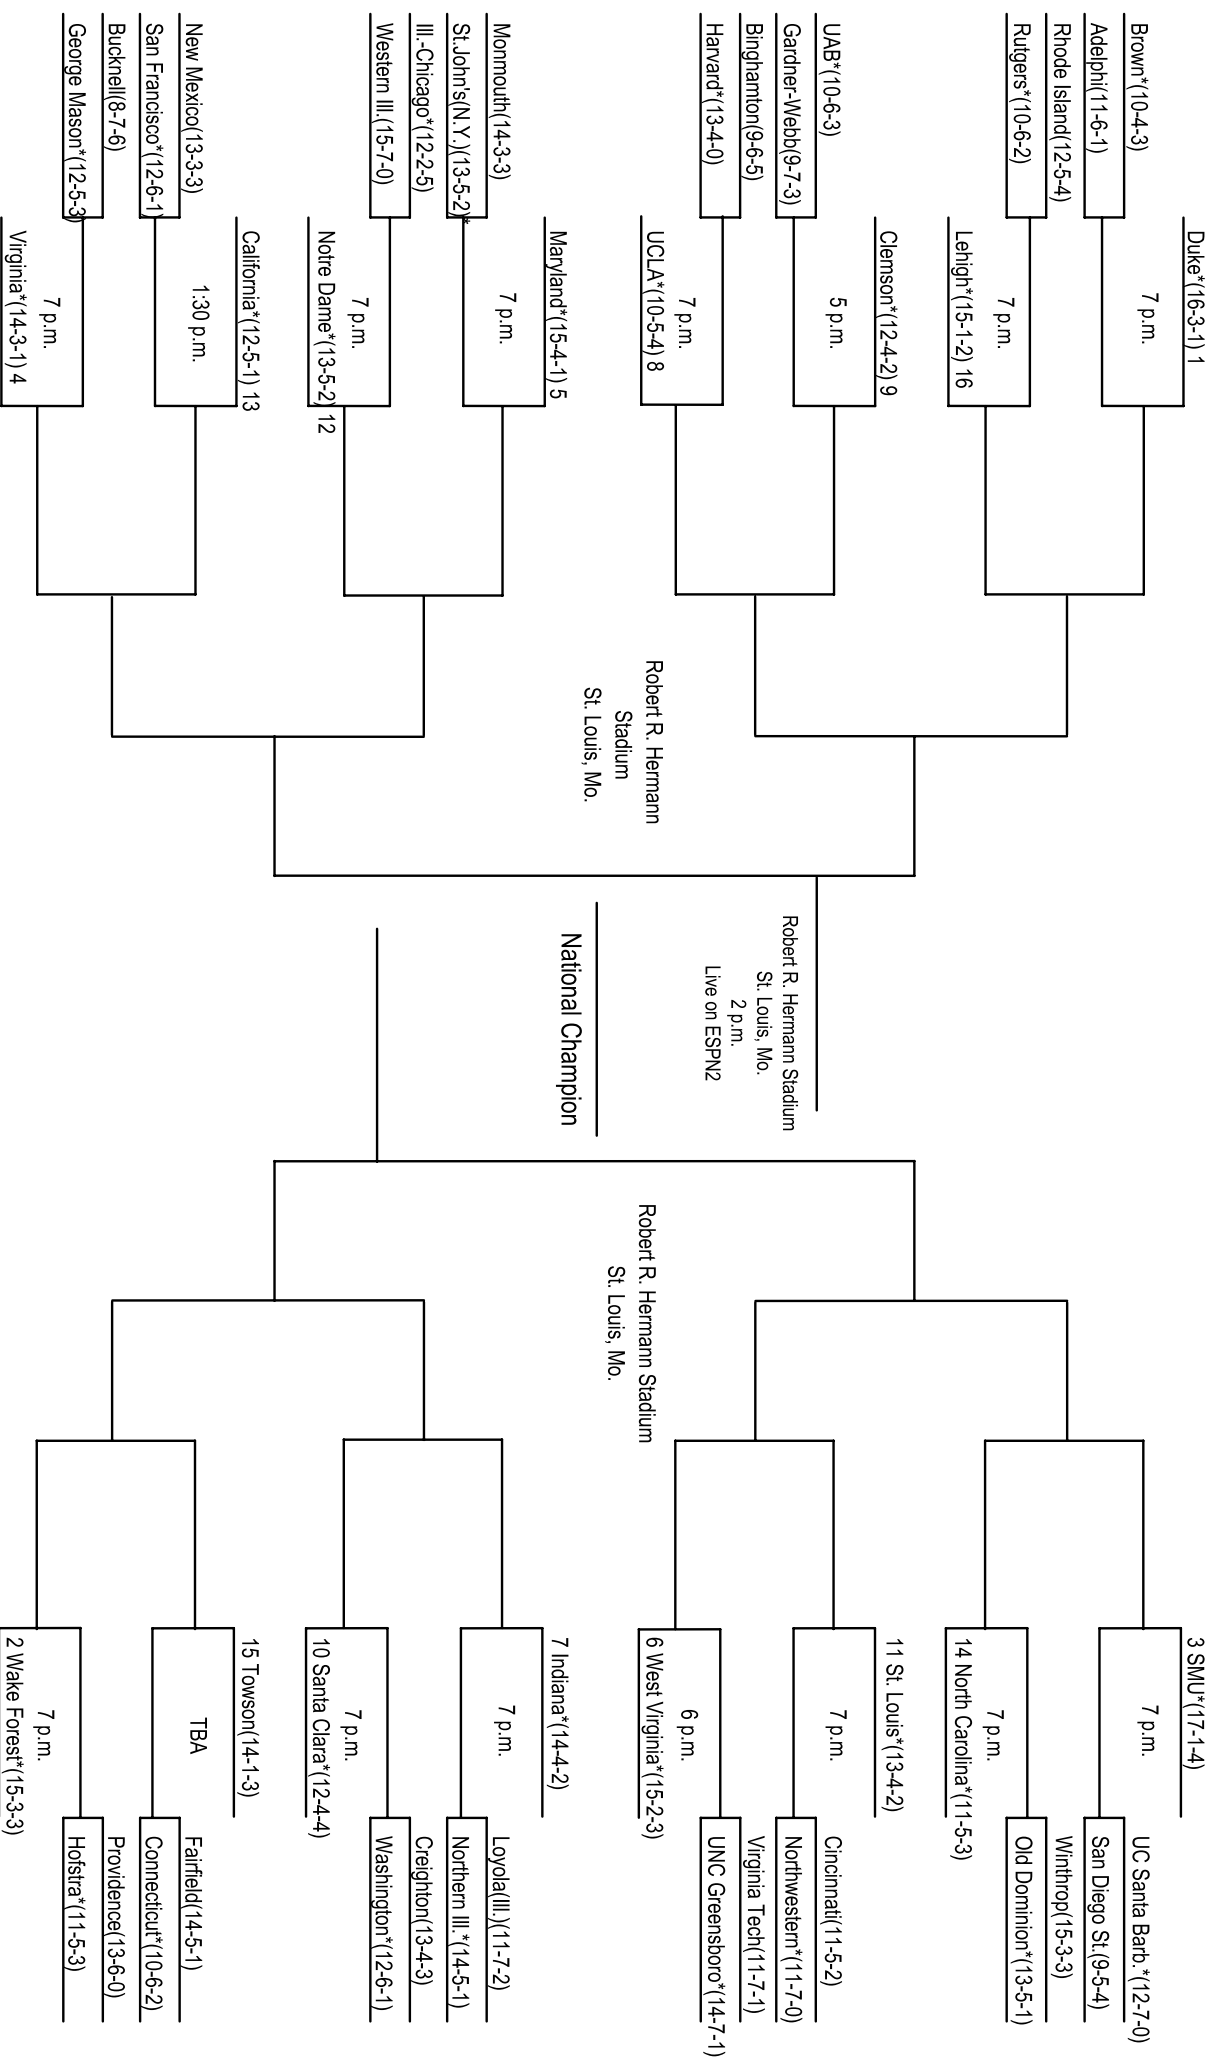 Duke*(16-3-1) 1
Brown*(10-4-3)
7 p.m.
Adelphi(11-6-1)
Rhode Island(12-5-4)
7 p.m.
Rutgers*(10-6-2)
Lehigh*(15-1-2) 16
Clemson*(12-4-2) 9
UAB*(10-6-3)
5 p.m.
Gardner-Webb(9-7-3)
Binghamton(9-6-5)
7 p.m.
Harvard*(13-4-0)
UCLA*(10-5-4) 8
Maryland*(15-4-1) 5
Monmouth(14-3-3)
7 p.m.
St.John's(N.Y.)(13-5-2)*
Ill.-Chicago*(12-2-5)
7 p.m.
Western Ill.(15-7-0)
Notre Dame*(13-5-2) 12
California*(12-5-1) 13
New Mexico(13-3-3)
1:30 p.m.
San Francisco*(12-6-1)
Bucknell(8-7-6)
7 p.m.
George Mason*(12-5-3)
Virginia*(14-3-1) 4
Robert R. Hermann
Stadium
St. Louis, Mo.
Robert R. Hermann Stadium
St. Louis, Mo.
2 p.m.
Live on ESPN2
National Champion
Robert R. Hermann Stadium
St. Louis, Mo.
3 SMU*(17-1-4)
UC Santa Barb.*(12-7-0)
7 p.m.
San Diego St.(9-5-4)
Winthrop(15-3-3)
7 p.m.
Old Dominion*(13-5-1)
14 North Carolina*(11-5-3)
11 St. Louis*(13-4-2)
Cincinnati(11-5-2)
7 p.m.
Northwestern*(11-7-0)
Virginia Tech(11-7-1)
6 p.m.
UNC Greensboro*(14-7-1)
6 West Virginia*(15-2-3)
7 Indiana*(14-4-2)
Loyola(Ill.)(11-7-2)
7 p.m.
Northern Ill.*(14-5-1)
Creighton(13-4-3)
7 p.m.
Washington*(12-6-1)
10 Santa Clara*(12-4-4)
15 Towson(14-1-3)
Fairfield(14-5-1)
TBA
Connecticut*(10-6-2)
Providence(13-6-0)
7 p.m.
Hofstra*(11-5-3)
2 Wake Forest*(15-3-3)